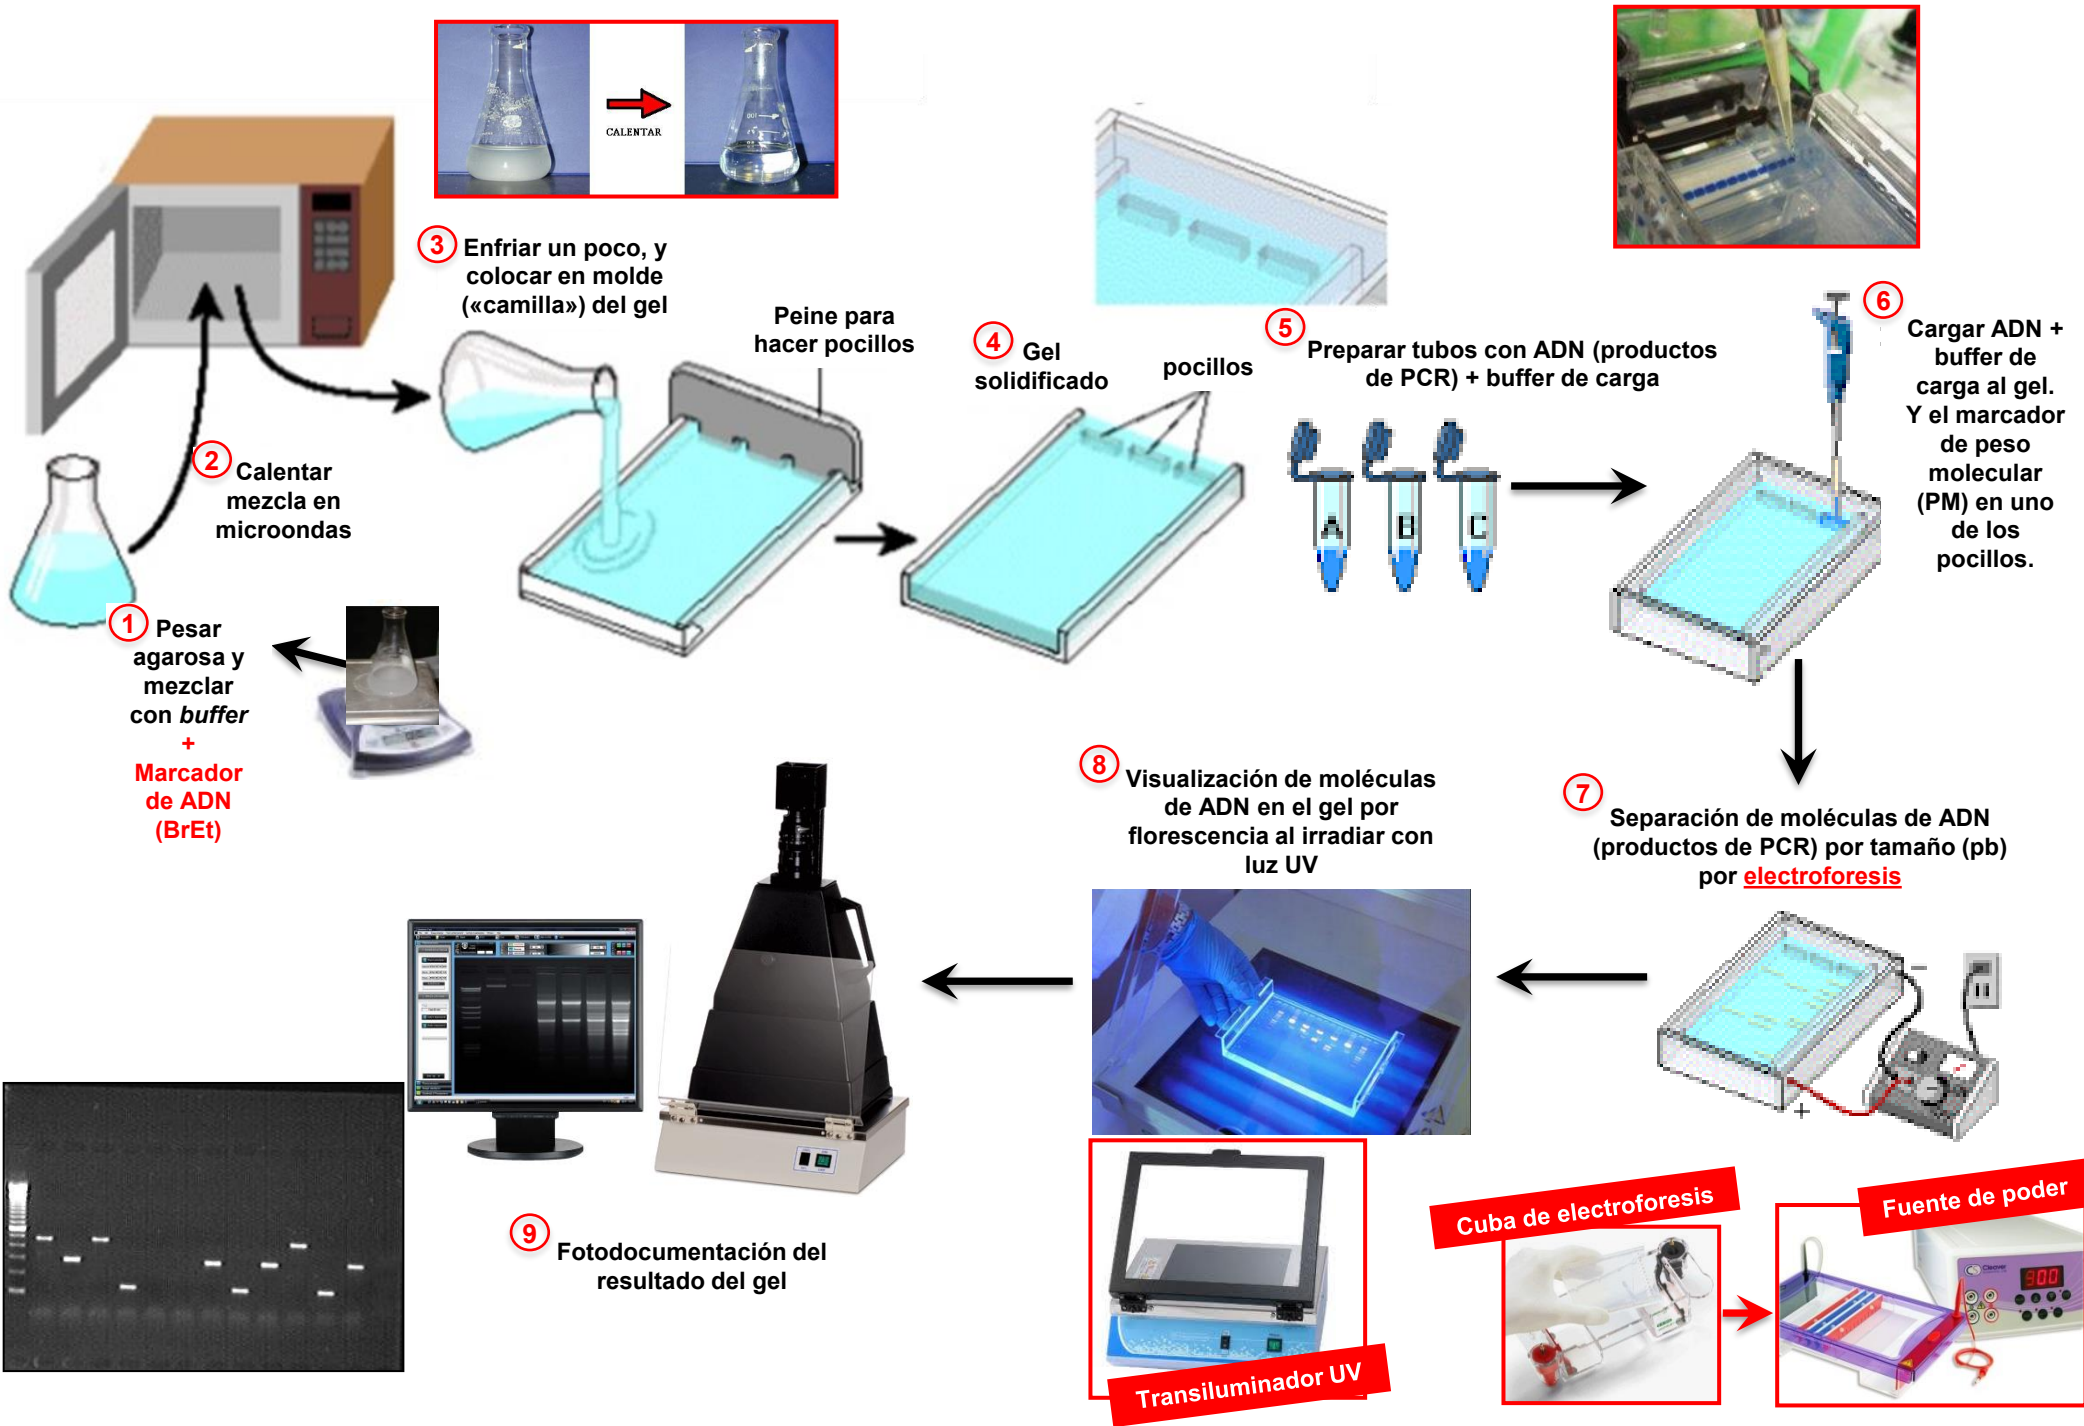 CALENTAR
1
Pesar
agarosa y
mezclar
con buffer
+
Marcador
de ADN
(BrEt)
2
Calentar
mezcla en
microondas
3
Enfriar un poco, y
colocar en molde
(«camilla») del gel
Peine para
hacer pocillos
4
Gel
solidificado
pocillos
5
Preparar tubos con ADN (productos
de PCR) + buffer de carga
A B C
6
Cargar ADN +
buffer de
carga al gel.
Y el marcador
de peso
molecular
(PM) en uno
de los
pocillos.
7
Separación de moléculas de ADN
(productos de PCR) por tamaño (pb)
por electroforesis
−
+
Cuba de electroforesis
Fuente de poder
Cleaver
900
8
Visualización de moléculas
de ADN en el gel por
florescencia al irradiar con
luz UV
Transiluminador UV
9
Fotodocumentación del
resultado del gel